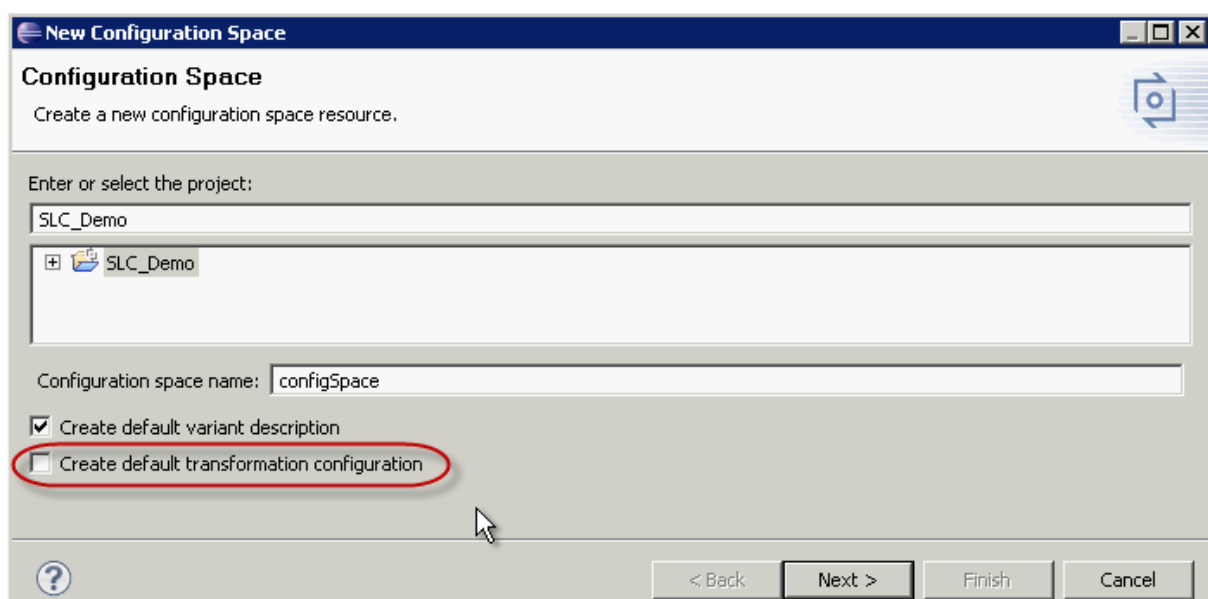 New Configuration Space
Configuration Space
Create a new configuration space resource.
Enter or select the project:
SLC_Demo
SLC_Demo
Configuration space name: configSpace
Create default variant description
Create default transformation configuration
< Back Next > Finish Cancel